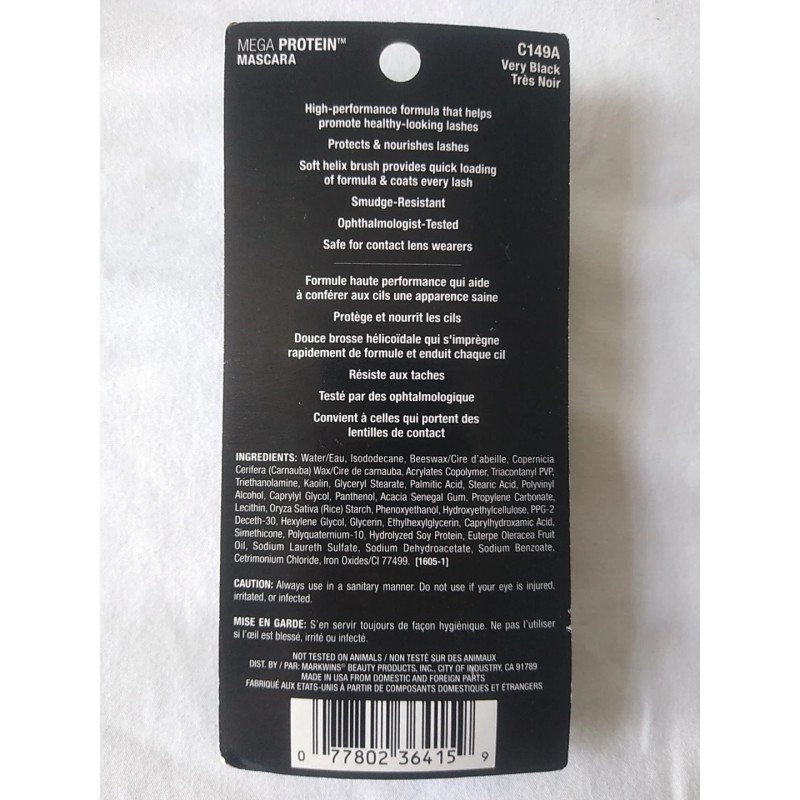 MEGA PROTEIN™
MASCARA
C149A
Very Black
Trés Noir
High-performance formula that helps
promote healthy-looking lashes
Protects & nourishes lashes
Soft helix brush provides quick loading
of formula & coats every lash
Smudge-Resistant
Ophthalmologist-Tested
Safe for contact lens wearers
Formule haute performance qui aide
à conférer aux cils une apparence saine
Protège et nourrit les cils
Douce brosse hélicoïdale qui s'imprègne
rapidement de formule et enduit chaque cil
Résiste aux taches
Testé par des ophtalmologique
Convient à celles qui portent des
lentilles de contact
INGREDIENTS: Water/Eau, Isododecane, Beeswax/Cire d'abeille, Copernicia
Cerifera (Carnauba) Wax/Cire de carnauba, Acrylates Copolymer, Triacontanyl PVP,
Triethanolamine, Kaolin, Glyceryl Stearate, Palmitic Acid, Stearic Acid, Polyvinyl
Alcohol, Caprylyl Glycol, Panthenol, Acacia Senegal Gum, Propylene Carbonate,
Lecithin, Oryza Sativa (Rice) Starch, Phenoxyethanol, Hydroxyethylcellulose, PPG-2
Deceth-30, Hexylene Glycol, Glycerin, Ethylhexylglycerin, Caprylhydroxamic Acid,
Simethicone, Polyquaternium-10, Hydrolyzed Soy Protein, Euterpe Oleracea Fruit
Oil, Sodium Laureth Sulfate, Sodium Dehydroacetate, Sodium Benzoate,
Cetrimonium Chloride, Iron Oxides/CI 77499. [1605-1]
CAUTION: Always use in a sanitary manner. Do not use if your eye is injured,
irritated, or infected.
MISE EN GARDE: S'en servir toujours de façon hygiénique. Ne pas l'utiliser
si l'œil est blessé, irrité ou infecté.
NOT TESTED ON ANIMALS / NON TESTÉ SUR DES ANIMAUX
DIST. BY / PAR: MARKWINS® BEAUTY PRODUCTS, INC., CITY OF INDUSTRY, CA 91789
MADE IN USA FROM DOMESTIC AND FOREIGN PARTS
FABRIQUÉ AUX ETATS-UNIS À PARTIR DE COMPOSANTS DOMESTIQUES ET ÉTRANGERS
0 77802 36415 9